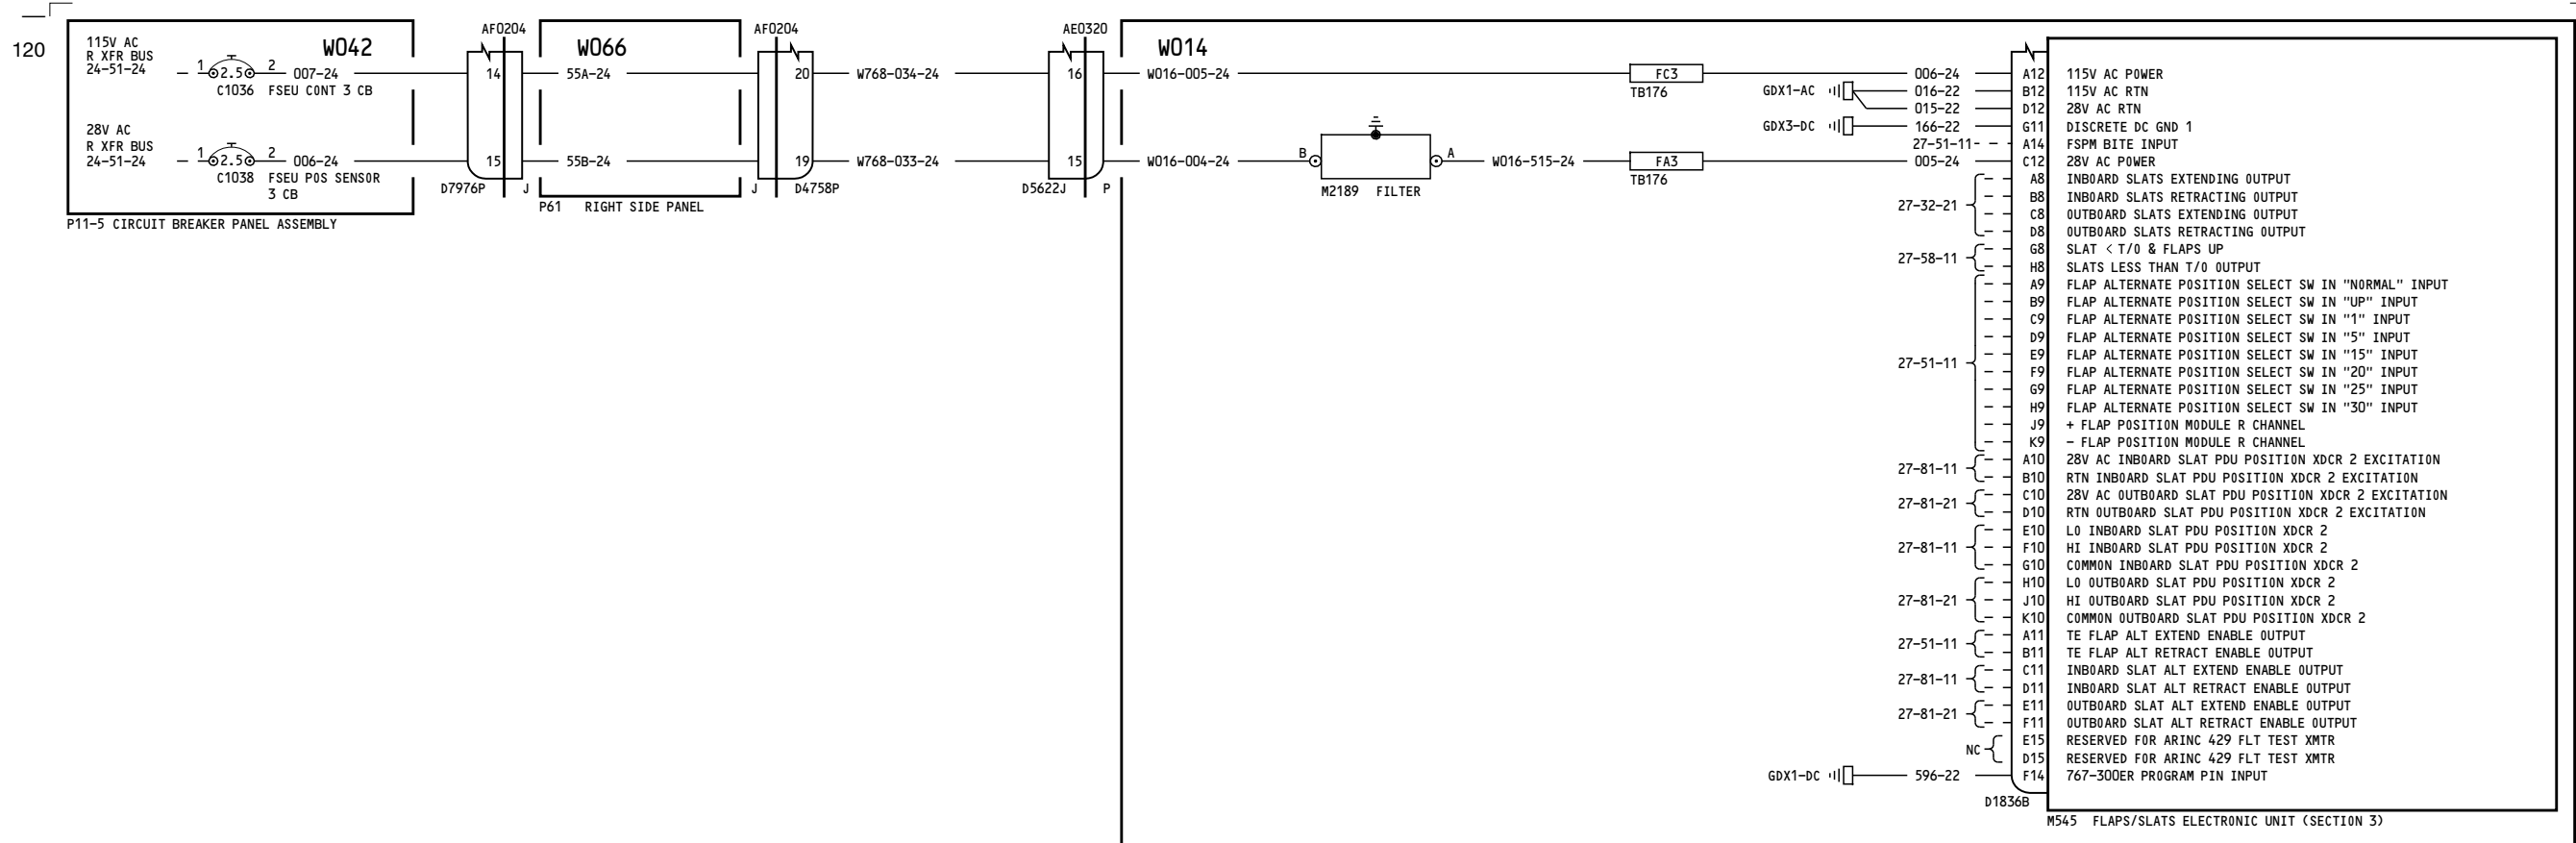 120
115V AC
R XFR BUS
24-51-24
1
2.5
2
007-24
C1036 FSEU CONT 3 CB
W042
28V AC
R XFR BUS
24-51-24
1
2.5
2
006-24
C1038 FSEU POS SENSOR
3 CB
P11-5 CIRCUIT BREAKER PANEL ASSEMBLY
AF0204
14
15
D7976P J
W066
55A-24
55B-24
P61 RIGHT SIDE PANEL
AF0204
20
19
J D4758P
W768-034-24
W768-033-24
AE0320
16
15
D5622J P
W014
W016-005-24
W016-004-24
B
A
M2189 FILTER
W016-515-24
FC3
TB176
FA3
TB176
GDX1-AC
GDX3-DC
006-24 A12 115V AC POWER
016-22 B12 115V AC RTN
015-22 D12 28V AC RTN
166-22 G11 DISCRETE DC GND 1
27-51-11 A14 FSPM BITE INPUT
005-24 C12 28V AC POWER
27-32-21
A8 INBOARD SLATS EXTENDING OUTPUT
B8 INBOARD SLATS RETRACTING OUTPUT
C8 OUTBOARD SLATS EXTENDING OUTPUT
D8 OUTBOARD SLATS RETRACTING OUTPUT
27-58-11
G8 SLAT < T/O & FLAPS UP
H8 SLATS LESS THAN T/O OUTPUT
27-51-11
A9 FLAP ALTERNATE POSITION SELECT SW IN "NORMAL" INPUT
B9 FLAP ALTERNATE POSITION SELECT SW IN "UP" INPUT
C9 FLAP ALTERNATE POSITION SELECT SW IN "1" INPUT
D9 FLAP ALTERNATE POSITION SELECT SW IN "5" INPUT
E9 FLAP ALTERNATE POSITION SELECT SW IN "15" INPUT
F9 FLAP ALTERNATE POSITION SELECT SW IN "20" INPUT
G9 FLAP ALTERNATE POSITION SELECT SW IN "25" INPUT
H9 FLAP ALTERNATE POSITION SELECT SW IN "30" INPUT
J9 + FLAP POSITION MODULE R CHANNEL
K9 - FLAP POSITION MODULE R CHANNEL
27-81-11
A10 28V AC INBOARD SLAT PDU POSITION XDCR 2 EXCITATION
B10 RTN INBOARD SLAT PDU POSITION XDCR 2 EXCITATION
27-81-21
C10 28V AC OUTBOARD SLAT PDU POSITION XDCR 2 EXCITATION
D10 RTN OUTBOARD SLAT PDU POSITION XDCR 2 EXCITATION
27-81-11
E10 LO INBOARD SLAT PDU POSITION XDCR 2
F10 HI INBOARD SLAT PDU POSITION XDCR 2
G10 COMMON INBOARD SLAT PDU POSITION XDCR 2
27-81-21
H10 LO OUTBOARD SLAT PDU POSITION XDCR 2
J10 HI OUTBOARD SLAT PDU POSITION XDCR 2
K10 COMMON OUTBOARD SLAT PDU POSITION XDCR 2
27-51-11
A11 TE FLAP ALT EXTEND ENABLE OUTPUT
B11 TE FLAP ALT RETRACT ENABLE OUTPUT
27-81-11
C11 INBOARD SLAT ALT EXTEND ENABLE OUTPUT
D11 INBOARD SLAT ALT RETRACT ENABLE OUTPUT
27-81-21
E11 OUTBOARD SLAT ALT EXTEND ENABLE OUTPUT
F11 OUTBOARD SLAT ALT RETRACT ENABLE OUTPUT
NC
E15 RESERVED FOR ARINC 429 FLT TEST XMTR
D15 RESERVED FOR ARINC 429 FLT TEST XMTR
GDX1-DC 596-22 F14 767-300ER PROGRAM PIN INPUT
D1836B
M545 FLAPS/SLATS ELECTRONIC UNIT (SECTION 3)